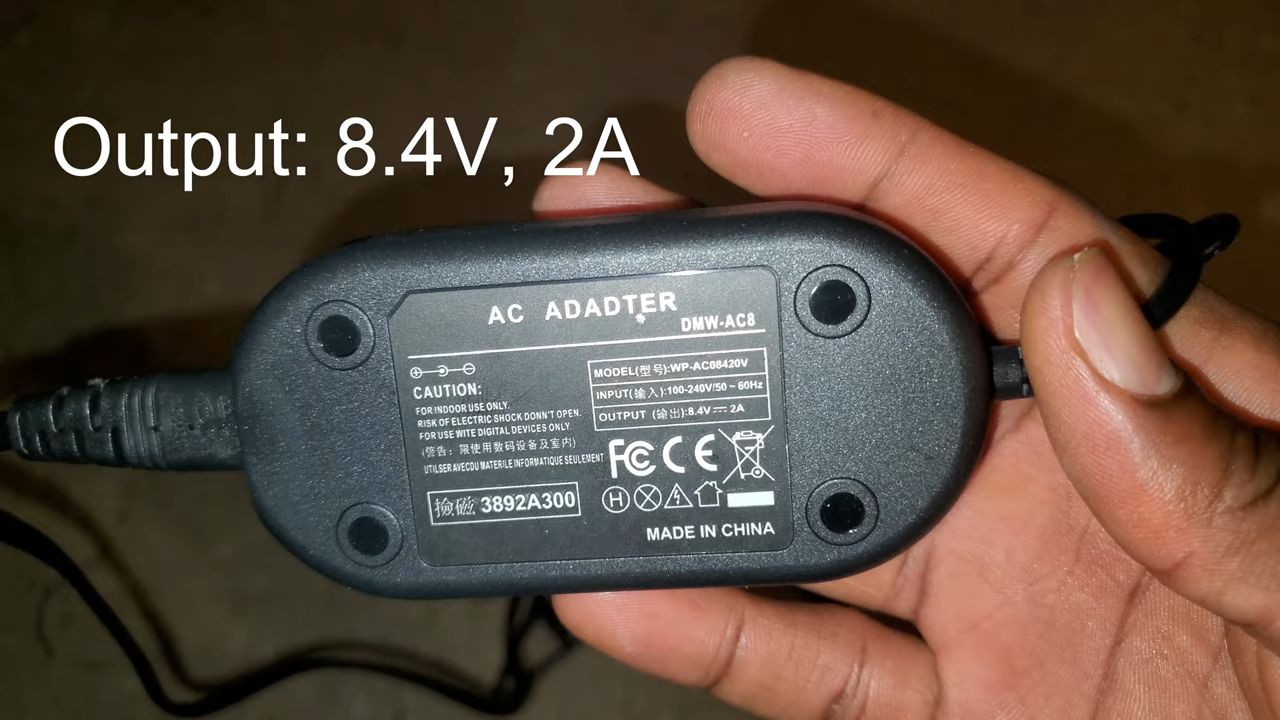 Output: 8.4V, 2A
AC ADADTER
DMW-AC8
CAUTION:
FOR INDOOR USE ONLY.
RISK OF ELECTRIC SHOCK DONN'T OPEN.
FOR USE WITE DIGITAL DEVICES ONLY.
(警告：限使用数码设备及室内)
UTILSER AVECDU MATERILE INFORMATIQUE SEULEMENT
MODEL(型号):WP-AC08420V
INPUT(输入):100-240V/50~60Hz
OUTPUT (输出):8.4V⎓2A
FC CE
H
撿磁 3892A300
MADE IN CHINA